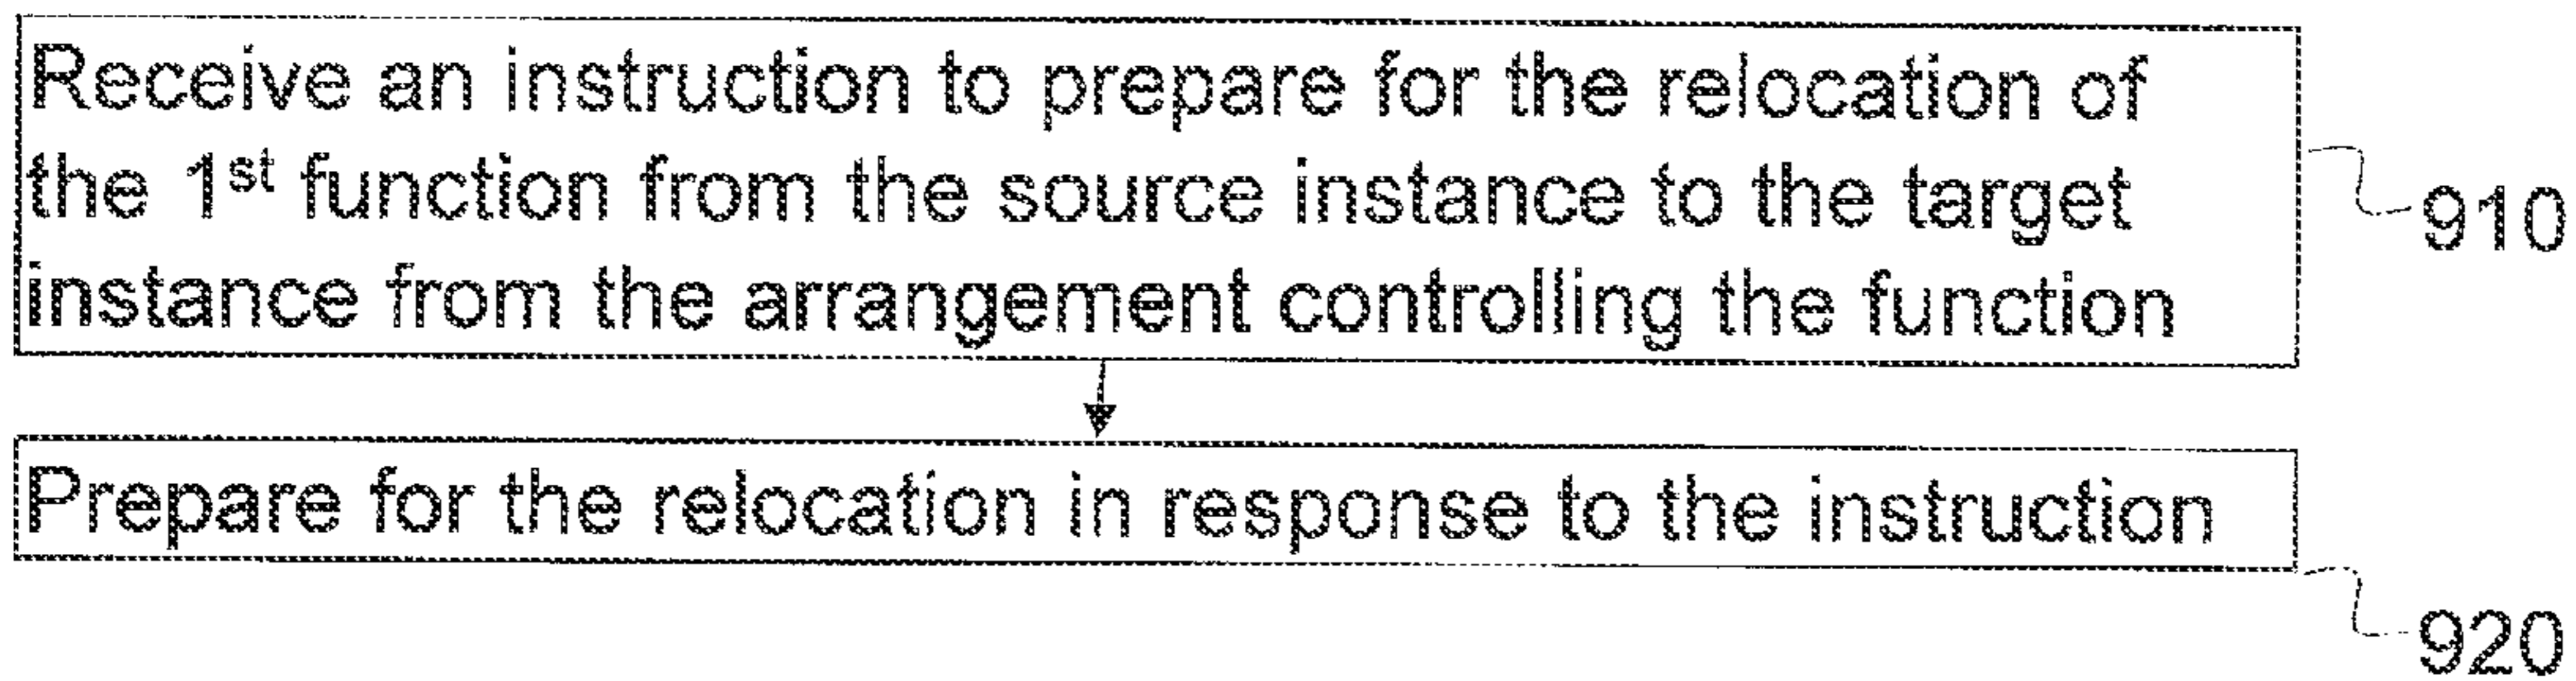 Receive an instruction to prepare for the relocation of
the 1st function from the source instance to the target
instance from the arrangement controlling the function
910
Prepare for the relocation in response to the instruction
920